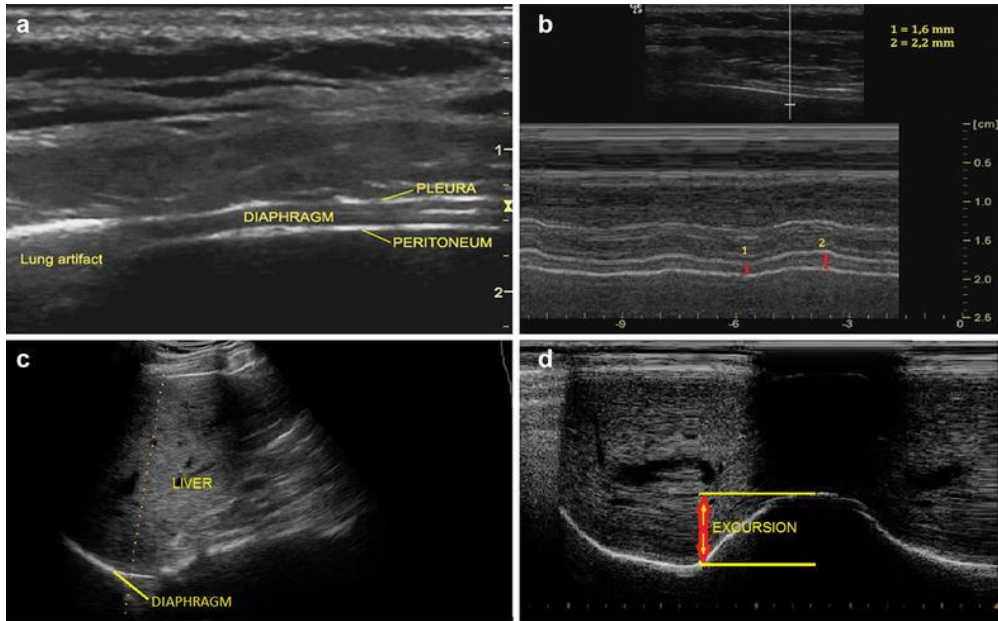 a
PLEURA
1
DIAPHRAGM
PERITONEUM
Lung artifact
2
b
1 = 1,6 mm
2 = 2,2 mm
[cm]
0.5
1.0
1.5
2.0
2.5
1
2
-9
-6
-3
0
c
LIVER
DIAPHRAGM
d
EXCURSION